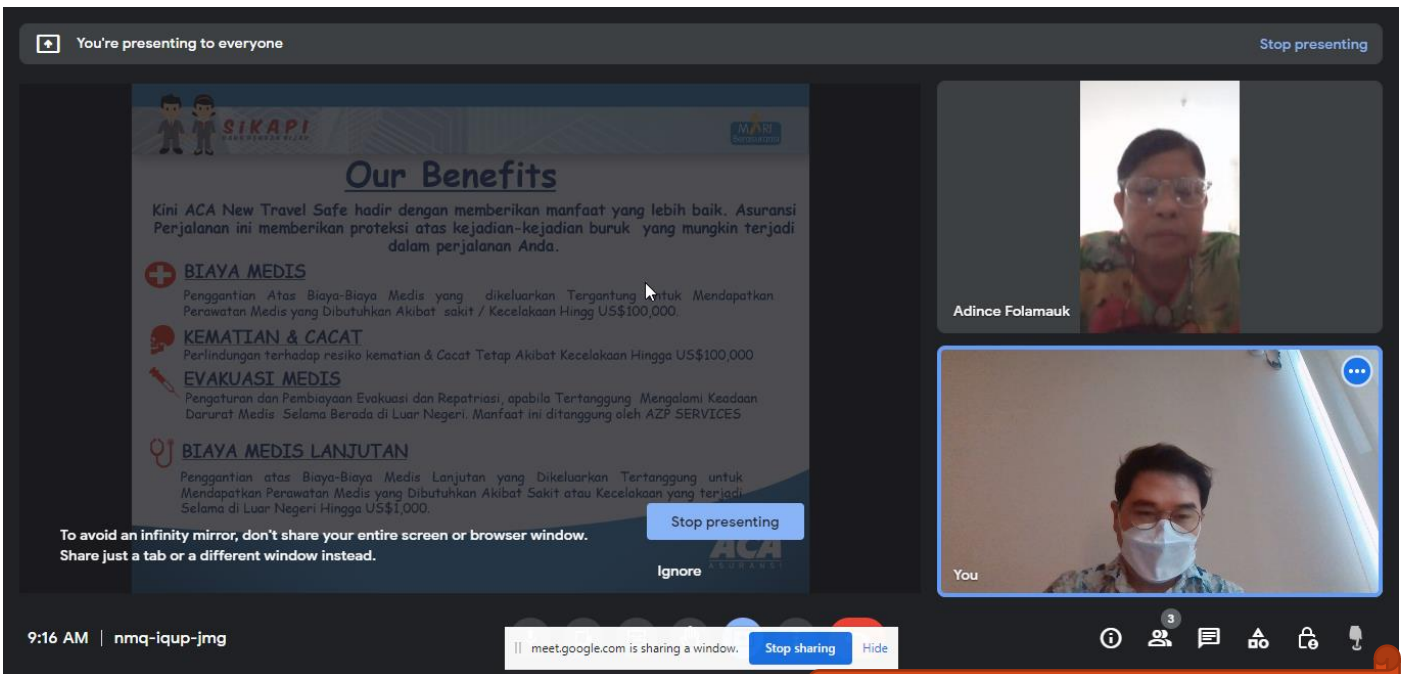 You're presenting to everyone
Stop presenting
SIKAPI
MARI
Our Benefits
Kini ACA New Travel Safe hadir dengan memberikan manfaat yang lebih baik. Asuransi
Perjalanan ini memberikan proteksi atas kejadian-kejadian buruk yang mungkin terjadi
dalam perjalanan Anda.
BIAYA MEDIS
Penggantian Atas Biaya-Biaya Medis yang dikeluarkan Tergantung untuk Mendapatkan
Perawatan Medis yang Dibutuhkan Akibat sakit / Kecelakaan Hingg US$100,000.
KEMATIAN & CACAT
Perlindungan terhadap resiko kematian & Cacat Tetap Akibat Kecelakaan Hingga US$100,000
EVAKUASI MEDIS
Pengaturan dan Pembiayaan Evakuasi dan Repatriasi, apabila Tertanggung Mengalami Keadaan
Darurat Medis Selama Berada di Luar Negeri. Manfaat ini ditanggung oleh AZP SERVICES
BIAYA MEDIS LANJUTAN
Penggantian atas Biaya-Biaya Medis Lanjutan yang Dikeluarkan Tertanggung untuk
Mendapatkan Perawatan Medis yang Dibutuhkan Akibat Sakit atau Kecelakaan yang terjadi
Selama di Luar Negeri Hingga US$1,000.
To avoid an infinity mirror, don't share your entire screen or browser window.
Share just a tab or a different window instead.
Stop presenting
Ignore
ACA
ASURANSI
Adince Folamauk
You
9:16 AM | nmq-iqup-jmg
meet.google.com is sharing a window.
Stop sharing
Hide
3